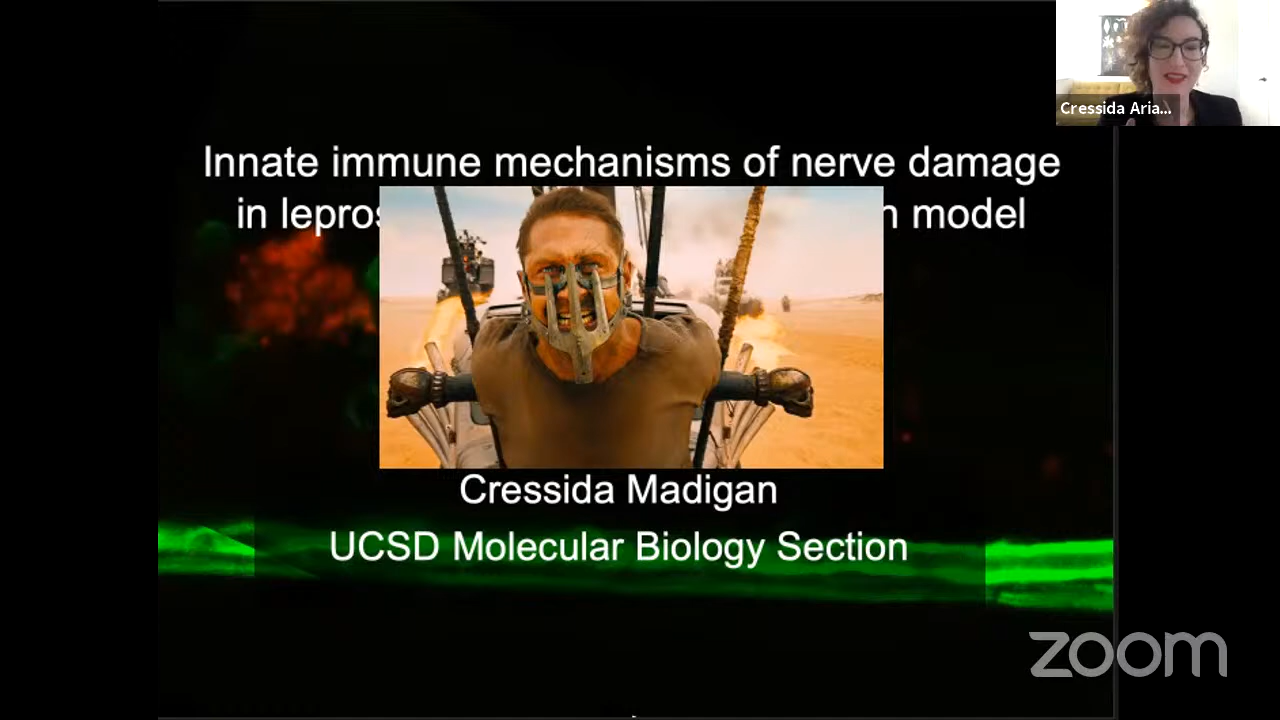 Cressida Aria...
Innate immune mechanisms of nerve damage
in lepros model
Cressida Madigan
UCSD Molecular Biology Section
zoom